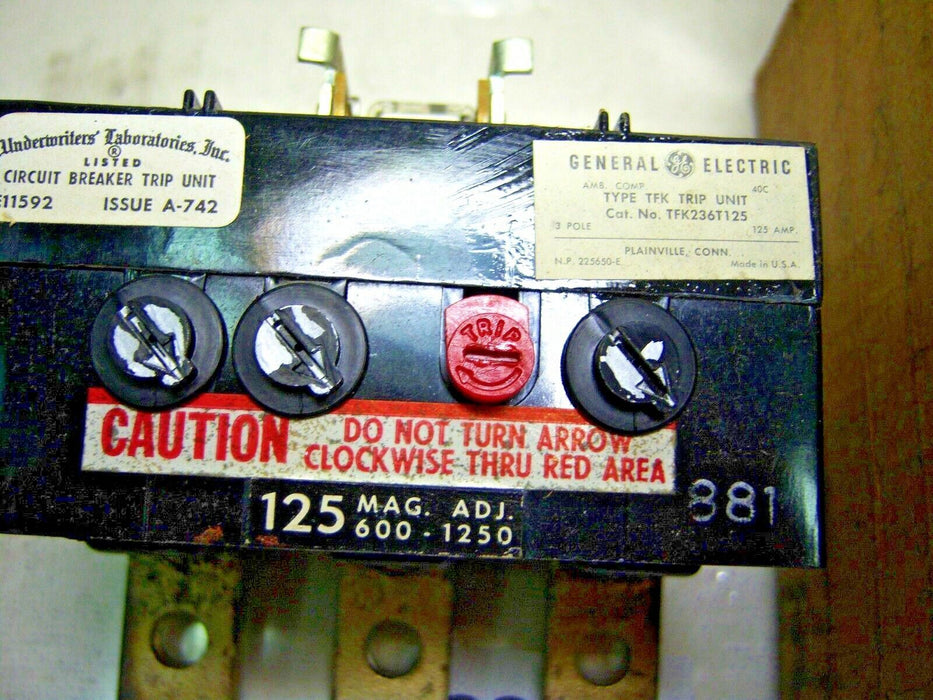 Underwriters' Laboratories, Inc.
®
LISTED
CIRCUIT BREAKER TRIP UNIT
E11592 ISSUE A-742
GENERAL GE ELECTRIC
AMB. COMP. 40C
TYPE TFK TRIP UNIT
Cat. No. TFK236T125
3 POLE 125 AMP.
PLAINVILLE, CONN.
N.P. 225650-E Made in U.S.A.
TRIP
CAUTION DO NOT TURN ARROW
CLOCKWISE THRU RED AREA
125 MAG. ADJ.
600 - 1250
881